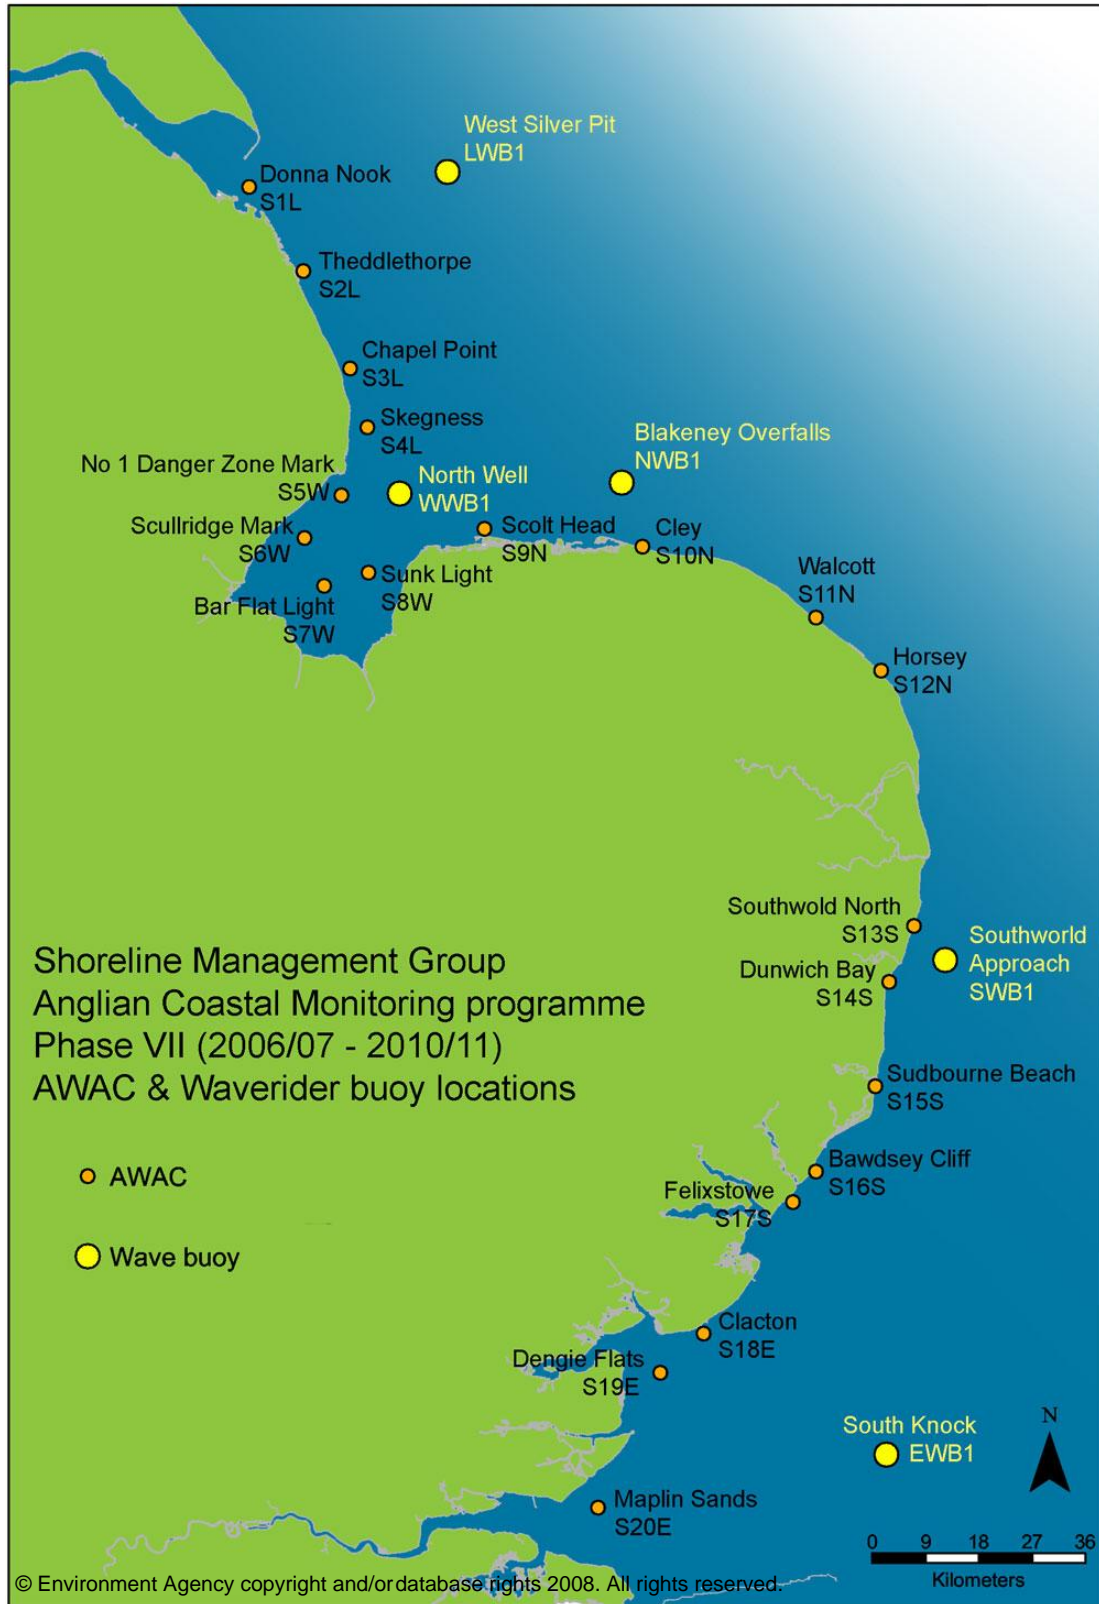 West Silver Pit
LWB1
Donna Nook
S1L
Theddlethorpe
S2L
Chapel Point
S3L
Skegness
S4L
Blakeney Overfalls
NWB1
No 1 Danger Zone Mark
S5W
North Well
WWB1
Scullridge Mark
S6W
Scolt Head
S9N
Cley
S10N
Walcott
S11N
Sunk Light
S8W
Bar Flat Light
S7W
Horsey
S12N
Southwold North
S13S
Southworld
Approach
SWB1
Dunwich Bay
S14S
Shoreline Management Group
Anglian Coastal Monitoring programme
Phase VII (2006/07 - 2010/11)
AWAC & Waverider buoy locations
Sudbourne Beach
S15S
Bawdsey Cliff
S16S
AWAC
Felixstowe
S17S
Wave buoy
Clacton
S18E
Dengie Flats
S19E
South Knock
EWB1
N
Maplin Sands
S20E
0 9 18 27 36
Kilometers
© Environment Agency copyright and/or database rights 2008. All rights reserved.